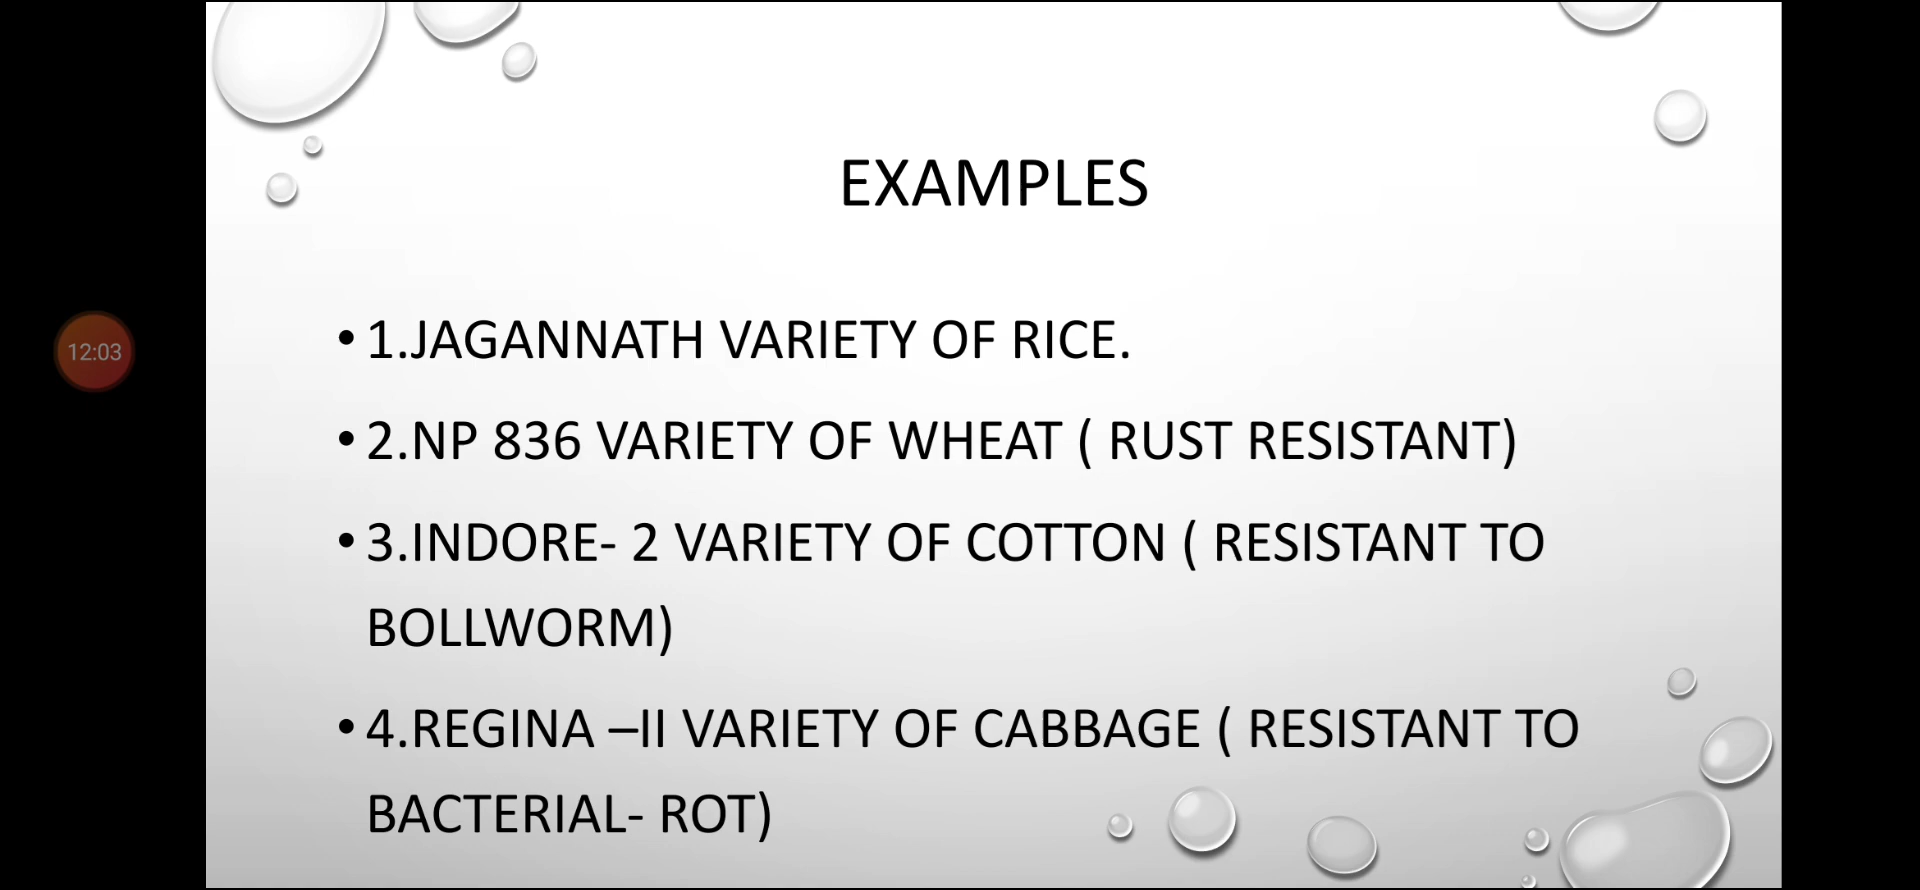 EXAMPLES
12:03
• 1.JAGANNATH VARIETY OF RICE.
• 2.NP 836 VARIETY OF WHEAT ( RUST RESISTANT)
• 3.INDORE- 2 VARIETY OF COTTON ( RESISTANT TO
BOLLWORM)
• 4.REGINA –II VARIETY OF CABBAGE ( RESISTANT TO
BACTERIAL- ROT)